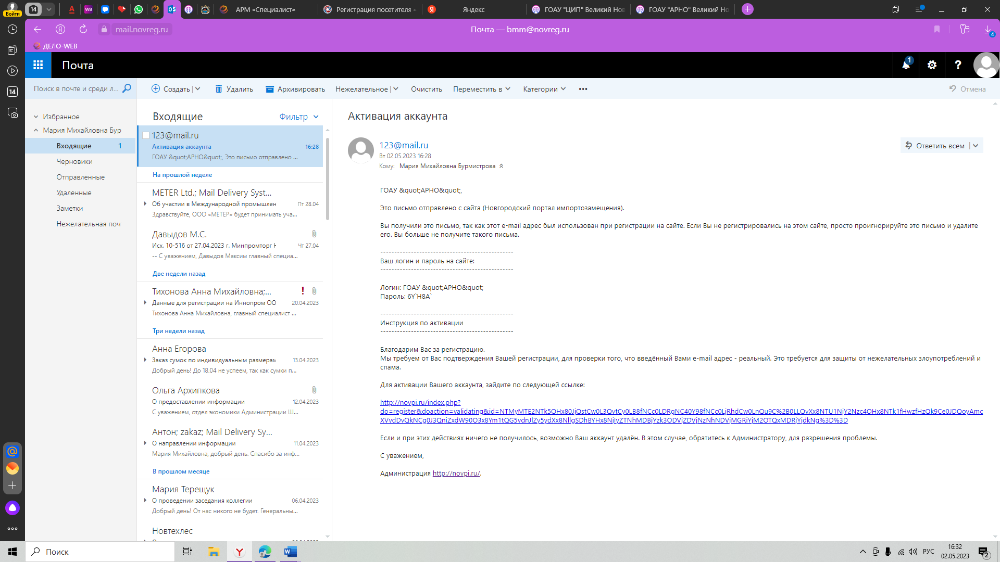 Войти
14
АРМ «Специалист»
Регистрация посетителя
Яндекс
ГОАУ "ЦИП" Великий Нов
ГОАУ "АРНО" Великий Но
mail.novreg.ru
Почта — bmm@novreg.ru
4
ДЕЛО-WEB
Почта
1
14
Поиск в почте и среди л...
Создать
Удалить
Архивировать
Нежелательное
Очистить
Переместить в
Категории
Отмена
Избранное
Мария Михайловна Бур
Входящие 1
Черновики
Отправленные
Удаленные
Заметки
Нежелательная поч
Входящие
Фильтр
123@mail.ru
Активация аккаунта 16:28
ГОАУ &quot;АРНО&quot;, Это письмо отправлено ...
На прошлой неделе
METER Ltd.; Mail Delivery Syst...
Об участии в Международной промышлен Пт 28.04
Здравствуйте, ООО «МЕТЕР» будет принимать уча...
Давыдов М.С.
Исх. 10-516 от 27.04.2023 г. Минпромторг Чт 27.04
-- С уважением, Давыдов Максим главный специа...
Две недели назад
Тихонова Анна Михайловна;...
Данные для регистрации на Иннопром ОО 20.04.2023
Тихонова Анна Михайловна, главный специалист ...
Три недели назад
Анна Егорова
Заказ сумок по индивидуальным размерам 13.04.2023
Добрый день! До 18.04 не успеем, так как сумки п...
Ольга Архипкова
О предоставлении информации 12.04.2023
С уважением, отдел экономики Администрации Ш...
Антон; zakaz; Mail Delivery Sy...
О направлении информации 11.04.2023
Мария Михайловна, добрый день. Спасибо за инф...
В прошлом месяце
Мария Терещук
О проведении заседания коллегии 06.04.2023
Добрый день! От нас никого не будет. Генеральны...
Новтехлес
Активация аккаунта
123@mail.ru
Вт 02.05.2023 16:28
Кому: Мария Михайловна Бурмистрова
Ответить всем
ГОАУ &quot;АРНО&quot;,
Это письмо отправлено с сайта (Новгородский портал импортозамещения).
Вы получили это письмо, так как этот e-mail адрес был использован при регистрации на сайте. Если Вы не регистрировались на этом сайте, просто проигнорируйте это письмо и удалите
его. Вы больше не получите такого письма.
------------------------------------------------
Ваш логин и пароль на сайте:
------------------------------------------------
Логин: ГОАУ &quot;АРНО&quot;
Пароль: 6Y`H8A`
------------------------------------------------
Инструкция по активации
------------------------------------------------
Благодарим Вас за регистрацию.
Мы требуем от Вас подтверждения Вашей регистрации, для проверки того, что введённый Вами e-mail адрес - реальный. Это требуется для защиты от нежелательных злоупотреблений и
спама.
Для активации Вашего аккаунта, зайдите по следующей ссылке:
http://novpi.ru/index.php?
do=register&doaction=validating&id=NTMyMTE2NTk5OHx80JjQstCw0L3QvtCy0LB8fNCc0LDRgNC40Y98fNCc0LjRhdCw0LnQu9C%2B0LLQvXx8NTU1NjY2Nzc4OHx8NTk1fHwzfHzQk9Ce0JDQoyAmc
XVvdDvQkNCg0J3QniZxdW90O3x8Ym1tQG5vdnJlZy5ydXx8NllgSDhBYHx8NjIyZTNhMDBjYzk3ODVjZDVjNzNhNDVjMGRiYjM2OTQxMDRjYjdkNg%3D%3D
Если и при этих действиях ничего не получилось, возможно Ваш аккаунт удалён. В этом случае, обратитесь к Администратору, для разрешения проблемы.
С уважением,
Администрация http://novpi.ru/.
Поиск
РУС
16:32
02.05.2023
2